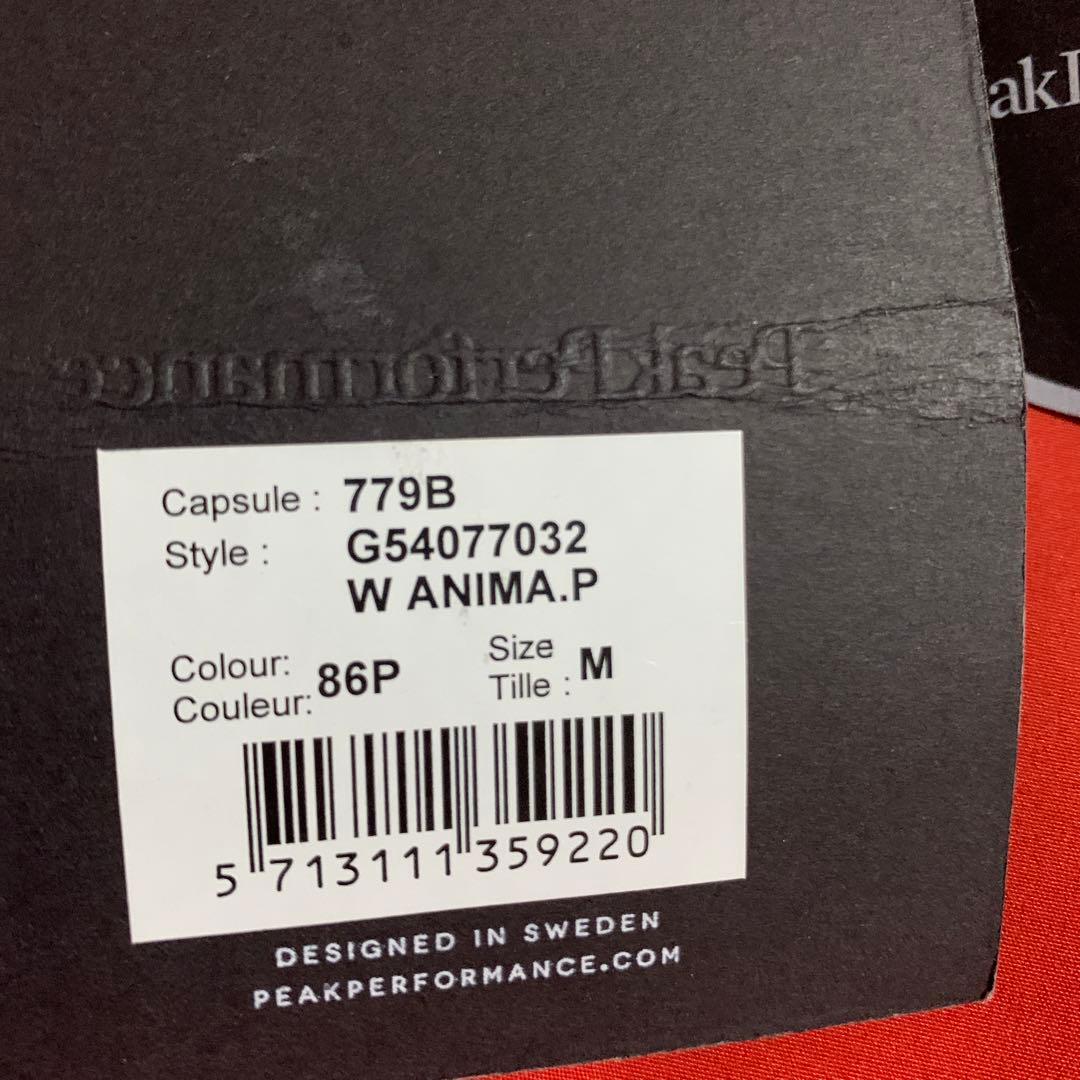 akP
PeakPerformance
Capsule : 779B
Style : G54077032
W ANIMA.P
Colour:
Couleur: 86P
Size
Tille : M
5 713111 359220
DESIGNED IN SWEDEN
PEAKPERFORMANCE.COM